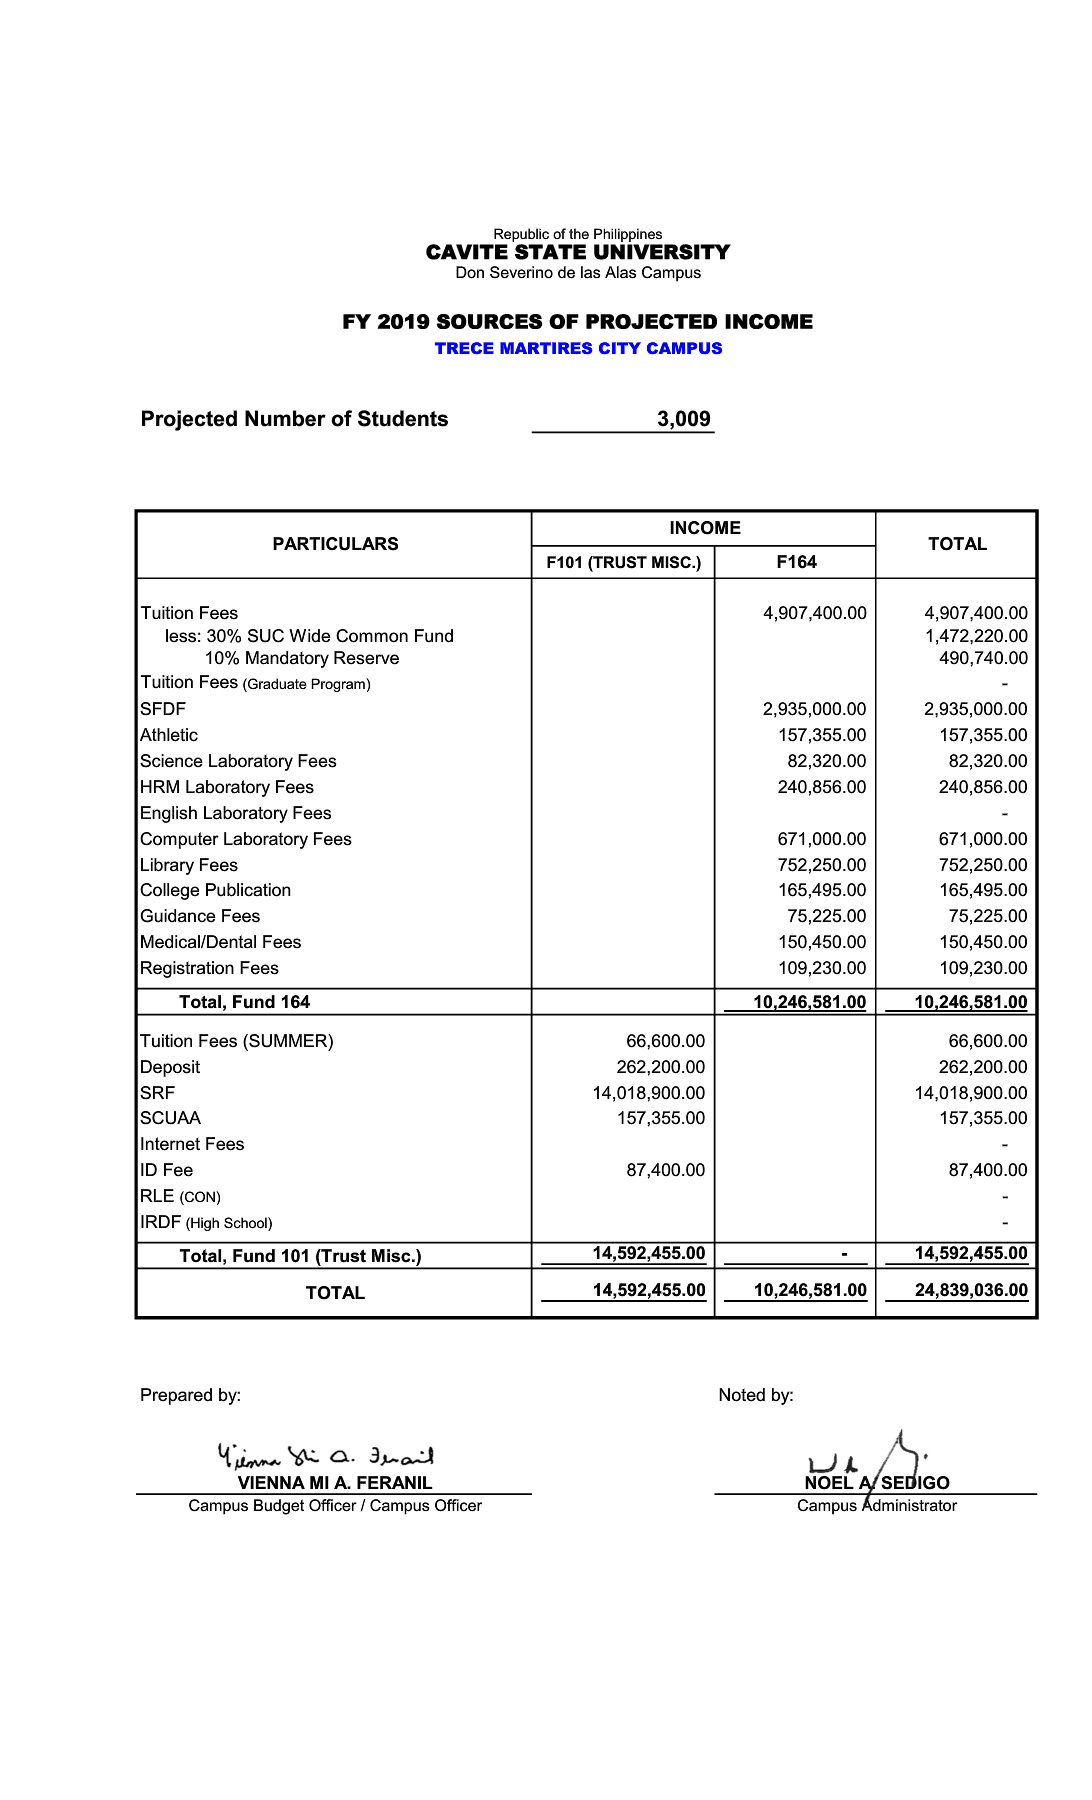 Republic of the Philippines
CAVITE STATE UNIVERSITY
Don Severino de las Alas Campus
FY 2019 SOURCES OF PROJECTED INCOME
TRECE MARTIRES CITY CAMPUS
Projected Number of Students 3,009
PARTICULARS INCOME TOTAL
F101 (TRUST MISC.) F164
Tuition Fees 4,907,400.00 4,907,400.00
less: 30% SUC Wide Common Fund 1,472,220.00
10% Mandatory Reserve 490,740.00
Tuition Fees (Graduate Program) -
SFDF 2,935,000.00 2,935,000.00
Athletic 157,355.00 157,355.00
Science Laboratory Fees 82,320.00 82,320.00
HRM Laboratory Fees 240,856.00 240,856.00
English Laboratory Fees -
Computer Laboratory Fees 671,000.00 671,000.00
Library Fees 752,250.00 752,250.00
College Publication 165,495.00 165,495.00
Guidance Fees 75,225.00 75,225.00
Medical/Dental Fees 150,450.00 150,450.00
Registration Fees 109,230.00 109,230.00
Total, Fund 164 10,246,581.00 10,246,581.00
Tuition Fees (SUMMER) 66,600.00 66,600.00
Deposit 262,200.00 262,200.00
SRF 14,018,900.00 14,018,900.00
SCUAA 157,355.00 157,355.00
Internet Fees -
ID Fee 87,400.00 87,400.00
RLE (CON) -
IRDF (High School) -
Total, Fund 101 (Trust Misc.) 14,592,455.00 - 14,592,455.00
TOTAL 14,592,455.00 10,246,581.00 24,839,036.00
Prepared by: Noted by:
Vienna Mi A. Feranil
VIENNA MI A. FERANIL NOEL A. SEDIGO
Campus Budget Officer / Campus Officer Campus Administrator